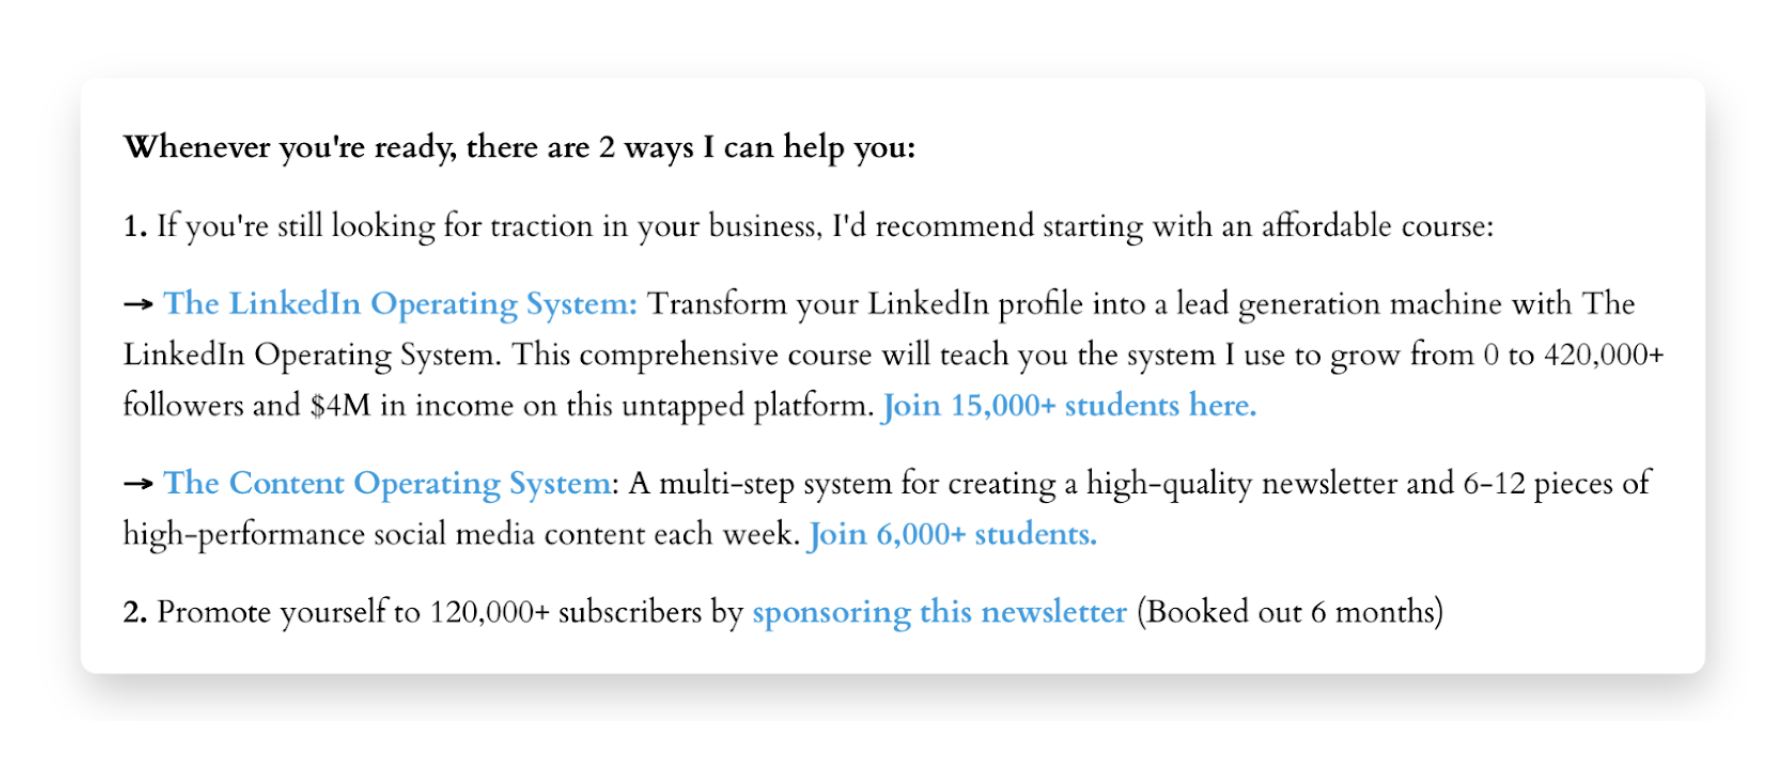 Whenever you're ready, there are 2 ways I can help you:
1. If you're still looking for traction in your business, I'd recommend starting with an affordable course:
→ The LinkedIn Operating System: Transform your LinkedIn profile into a lead generation machine with The
LinkedIn Operating System. This comprehensive course will teach you the system I use to grow from 0 to 420,000+
followers and $4M in income on this untapped platform. Join 15,000+ students here.
→ The Content Operating System: A multi-step system for creating a high-quality newsletter and 6-12 pieces of
high-performance social media content each week. Join 6,000+ students.
2. Promote yourself to 120,000+ subscribers by sponsoring this newsletter (Booked out 6 months)